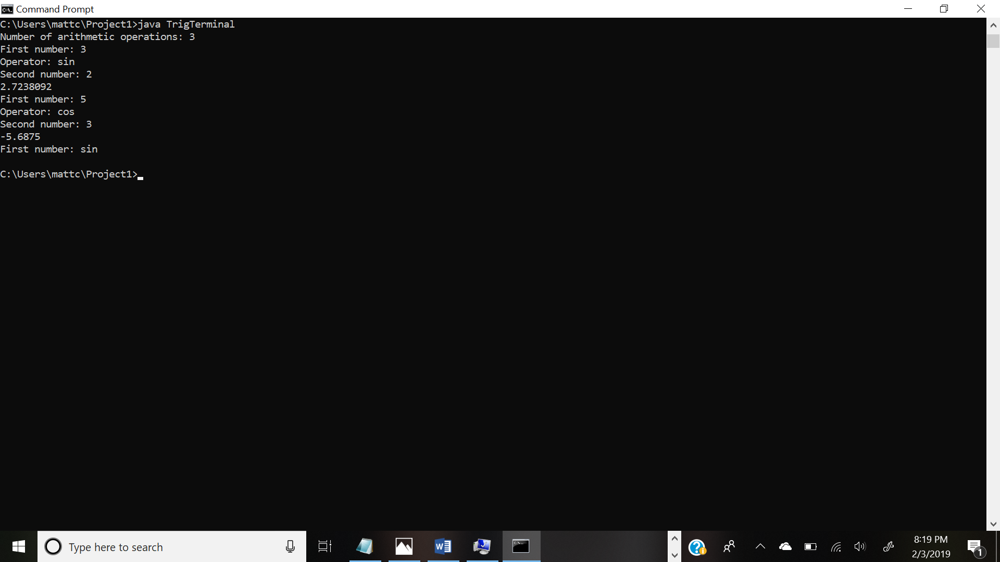 Command Prompt
C:\Users\mattc\Project1>java TrigTerminal
Number of arithmetic operations: 3
First number: 3
Operator: sin
Second number: 2
2.7238092
First number: 5
Operator: cos
Second number: 3
-5.6875
First number: sin
C:\Users\mattc\Project1>
Type here to search
8:19 PM
2/3/2019
1